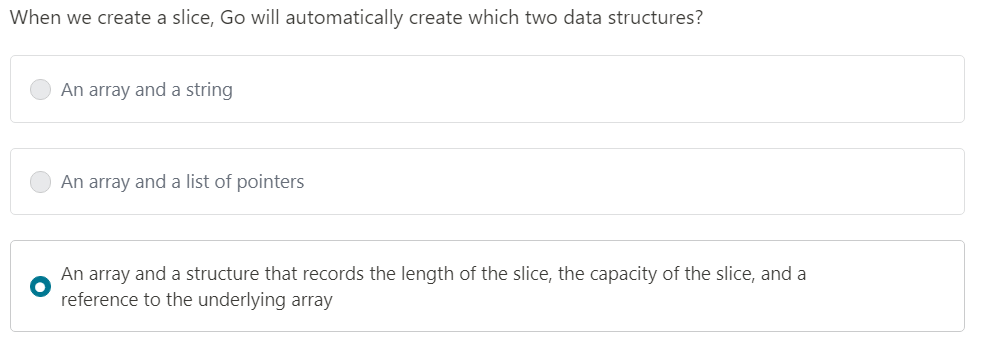 When we create a slice, Go will automatically create which two data structures?
An array and a string
An array and a list of pointers
An array and a structure that records the length of the slice, the capacity of the slice, and a
reference to the underlying array